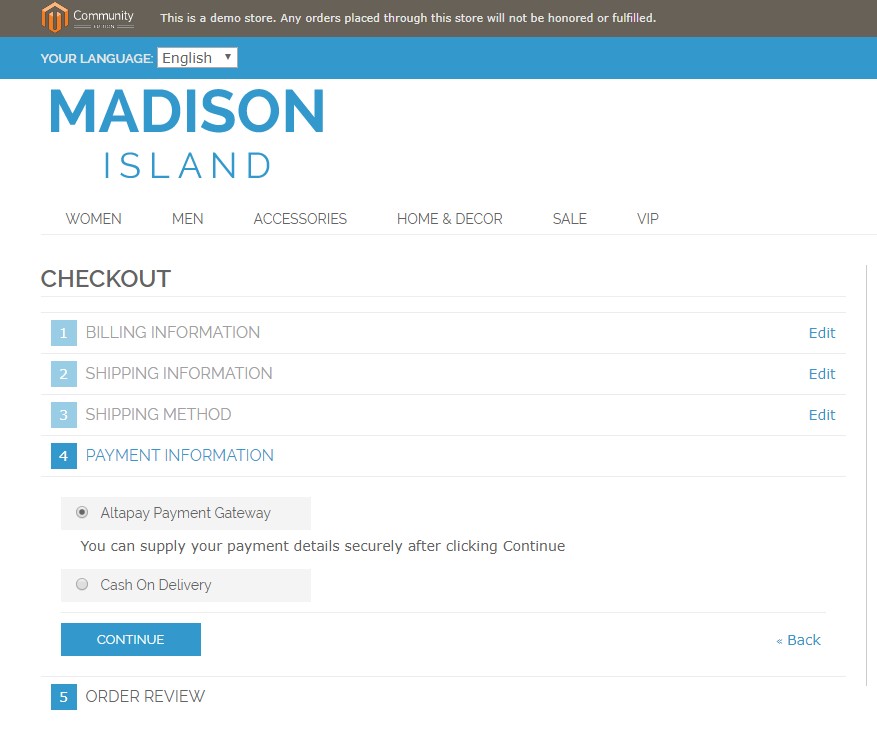 Community
This is a demo store. Any orders placed through this store will not be honored or fulfilled.
YOUR LANGUAGE: English
MADISON
ISLAND
WOMEN MEN ACCESSORIES HOME & DECOR SALE VIP
CHECKOUT
1 BILLING INFORMATION Edit
2 SHIPPING INFORMATION Edit
3 SHIPPING METHOD Edit
4 PAYMENT INFORMATION
Altapay Payment Gateway
You can supply your payment details securely after clicking Continue
Cash On Delivery
CONTINUE « Back
5 ORDER REVIEW